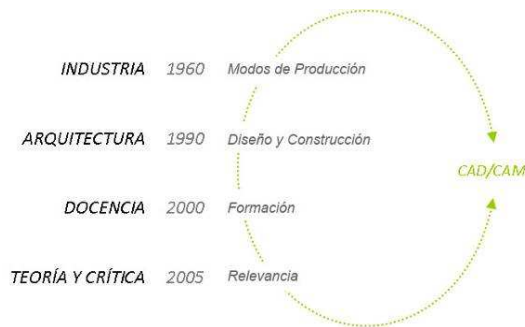 INDUSTRIA 1960 Modos de Producción
ARQUITECTURA 1990 Diseño y Construcción
CAD/CAM
DOCENCIA 2000 Formación
TEORÍA Y CRÍTICA 2005 Relevancia